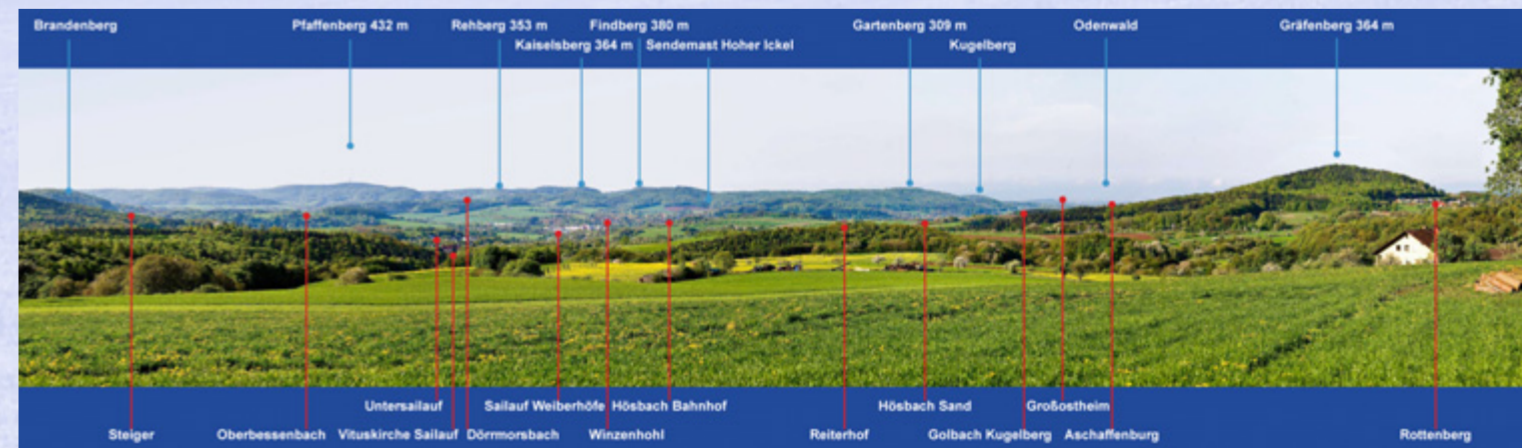 Brandenberg Pfaffenberg 432 m Rehberg 353 m Findberg 380 m Gartenberg 309 m Odenwald Gräfenberg 364 m
Kaiselsberg 364 m Sendemast Hoher Ickel Kugelberg
Untersailauf Sailauf Weiberhöfe Hösbach Bahnhof Hösbach Sand Großostheim
Steiger Oberbessenbach Vituskirche Sailauf Dörrmorsbach Winzenhohl Reiterhof Golbach Kugelberg Aschaffenburg Rottenberg